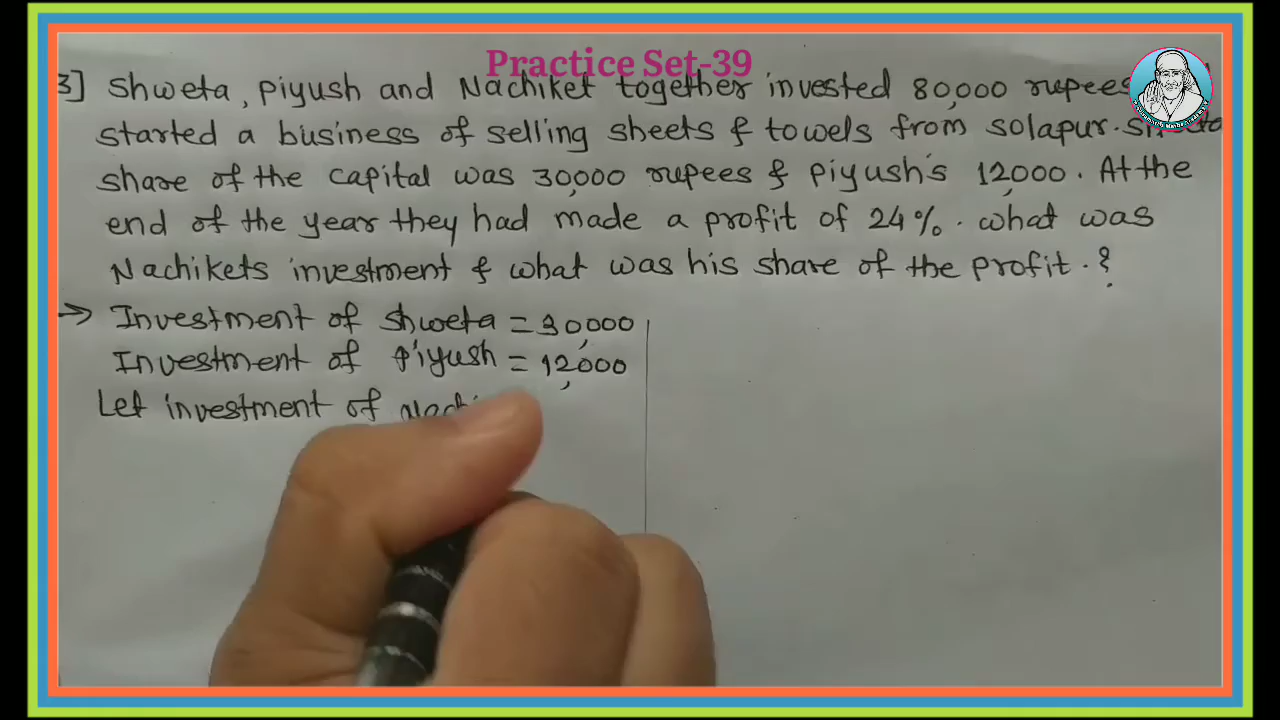 Practice Set-39
3] Shweta, Piyush and Nachiket together invested 80,000 rupees
started a business of selling sheets & towels from solapur.
share of the capital was 30,000 rupees & Piyush's 12,000. At the
end of the year they had made a profit of 24%. what was
Nachikets investment & what was his share of the profit.?
→ Investment of Shweta = 30,000
Investment of Piyush = 12,000
Let investment of